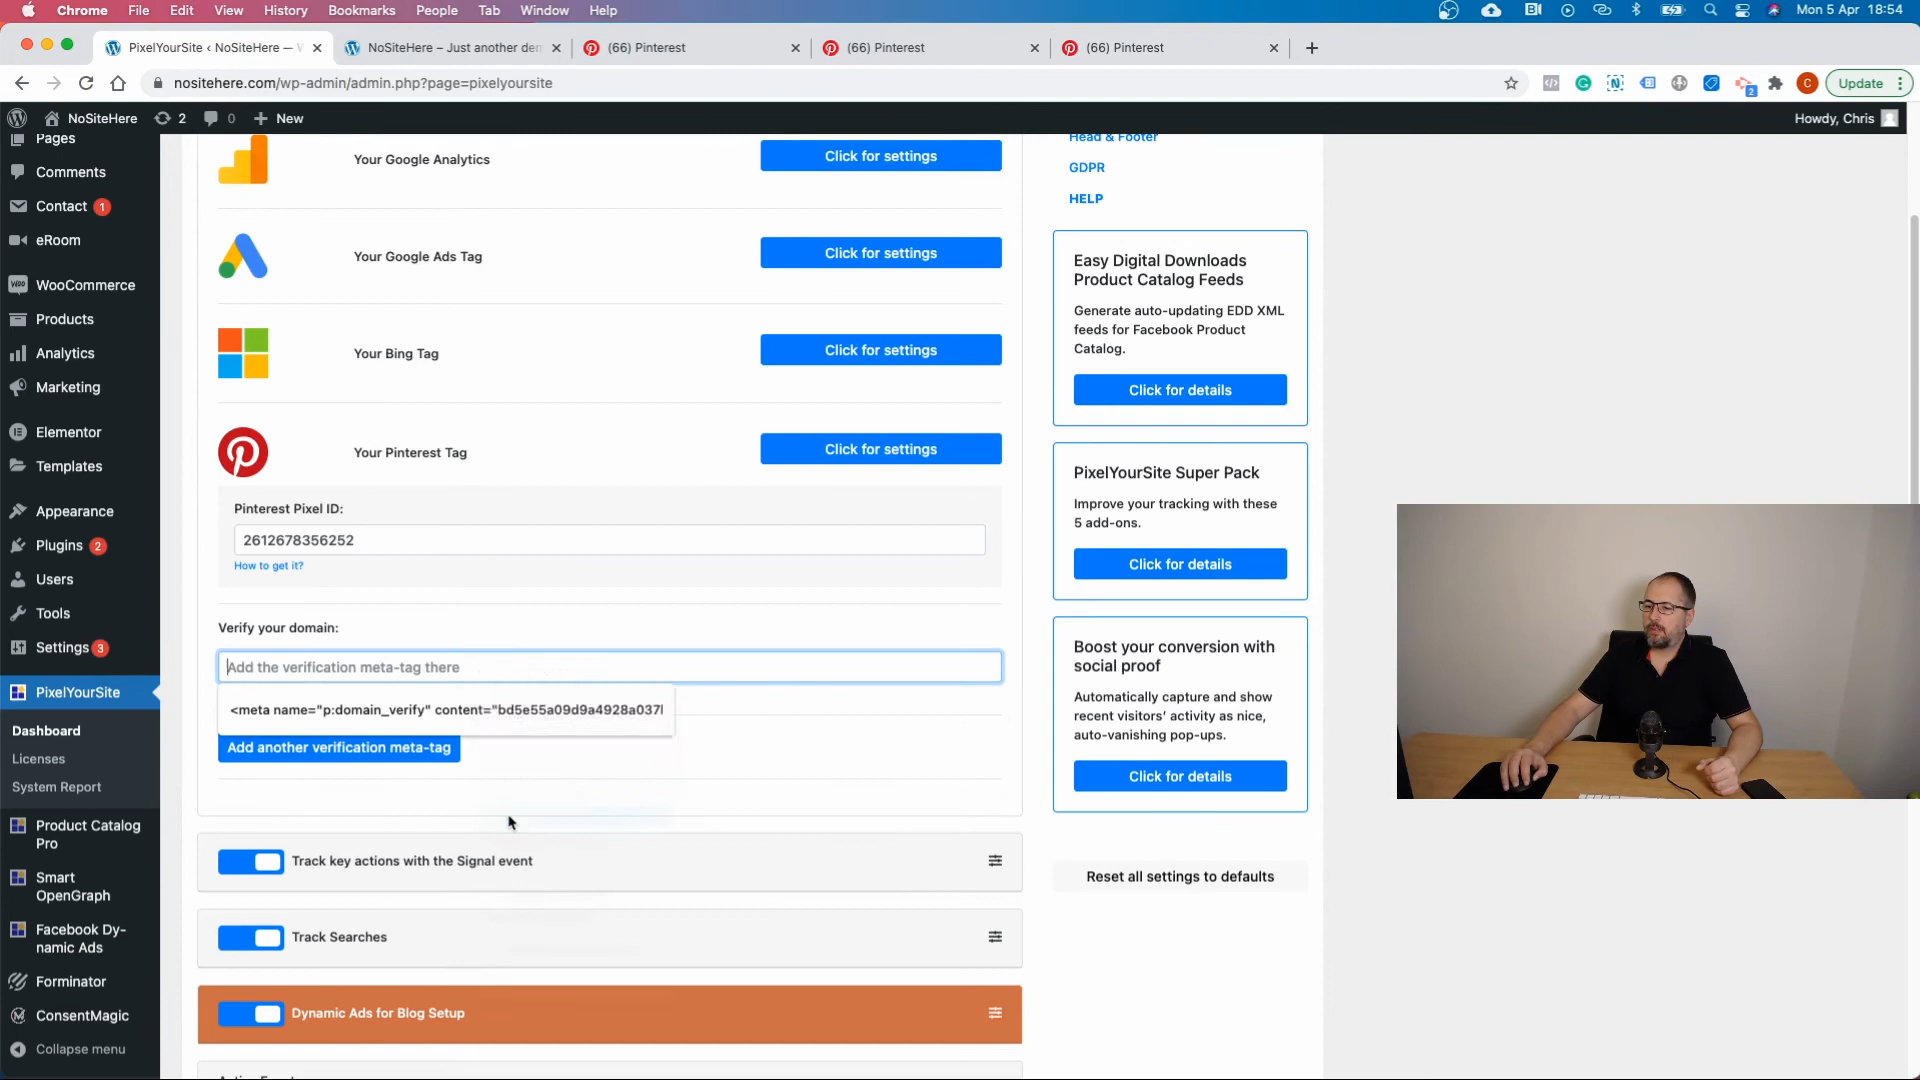 Chrome File Edit View History Bookmarks People Tab Window Help Mon 5 Apr 18:54
PixelYourSite ‹ NoSiteHere — NoSiteHere – Just another den (66) Pinterest (66) Pinterest (66) Pinterest
nositehere.com/wp-admin/admin.php?page=pixelyoursite Update
NoSiteHere 2 0 New Howdy, Chris
Pages
Comments
Contact 1
eRoom
WooCommerce
Products
Analytics
Marketing
Elementor
Templates
Appearance
Plugins 2
Users
Tools
Settings 3
PixelYourSite
Dashboard
Licenses
System Report
Product Catalog
Pro
Smart
OpenGraph
Facebook Dy-
namic Ads
Forminator
ConsentMagic
Collapse menu
Your Google Analytics Click for settings
Your Google Ads Tag Click for settings
Your Bing Tag Click for settings
Your Pinterest Tag Click for settings
Pinterest Pixel ID:
2612678356252
How to get it?
Verify your domain:
Add the verification meta-tag there
<meta name="p:domain_verify" content="bd5e55a09d9a4928a037
Add another verification meta-tag
Track key actions with the Signal event
Track Searches
Dynamic Ads for Blog Setup
Head & Footer
GDPR
HELP
Easy Digital Downloads
Product Catalog Feeds
Generate auto-updating EDD XML
feeds for Facebook Product
Catalog.
Click for details
PixelYourSite Super Pack
Improve your tracking with these
5 add-ons.
Click for details
Boost your conversion with
social proof
Automatically capture and show
recent visitors' activity as nice,
auto-vanishing pop-ups.
Click for details
Reset all settings to defaults